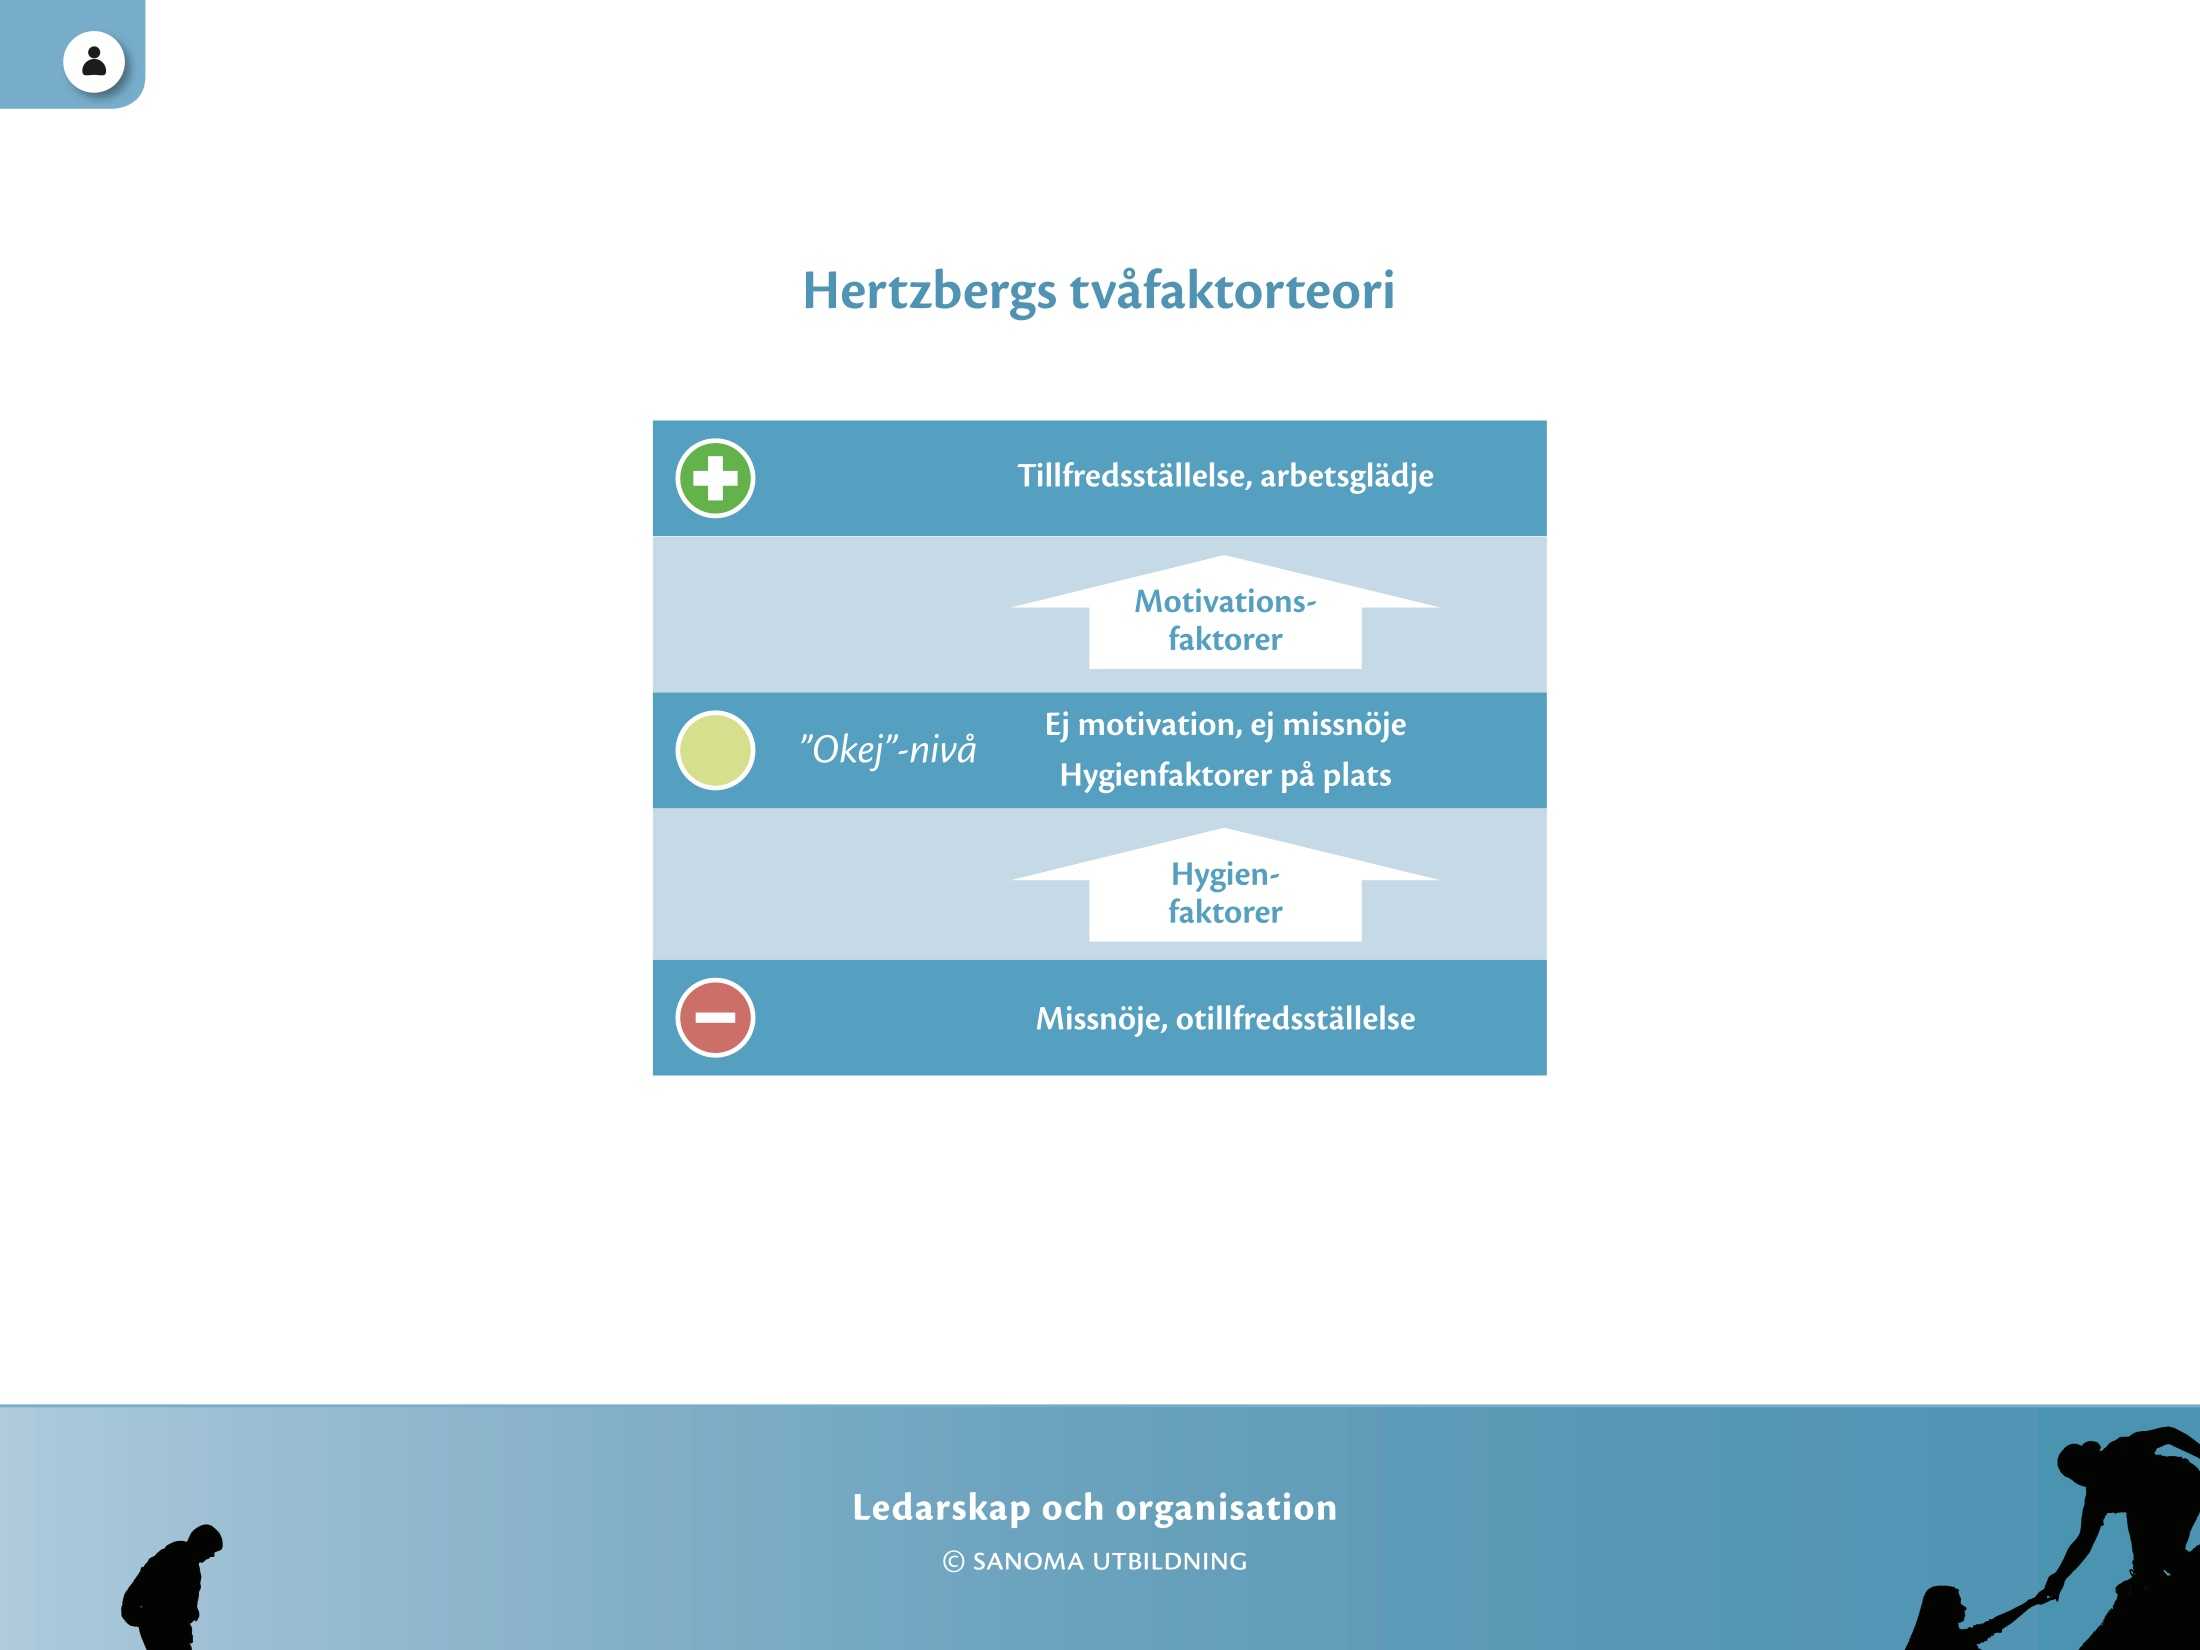 Hertzbergs tvåfaktorteori
Tillfredsställelse, arbetsglädje
Motivations-
faktorer
”Okej”-nivå
Ej motivation, ej missnöje
Hygienfaktorer på plats
Hygien-
faktorer
Missnöje, otillfredsställelse
Ledarskap och organisation
© SANOMA UTBILDNING